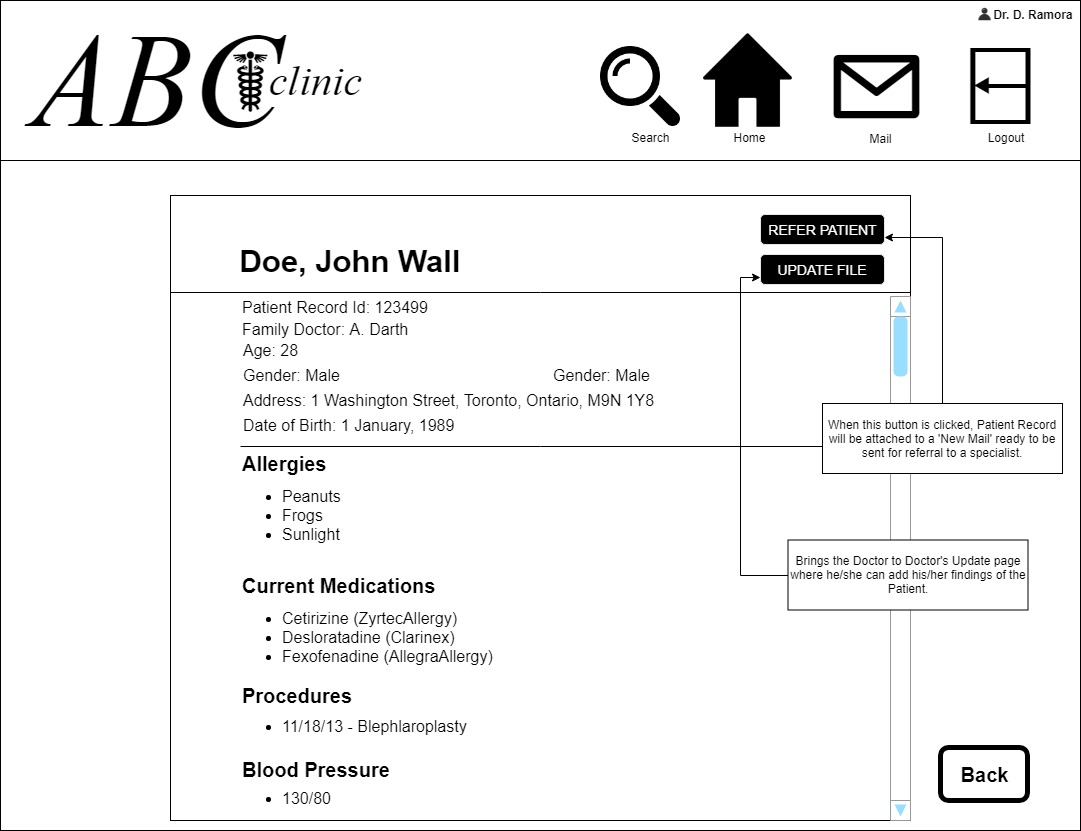 Dr. D. Ramora
ABC clinic
Search
Home
Mail
Logout
REFER PATIENT
Doe, John Wall
UPDATE FILE
Patient Record Id: 123499
Family Doctor: A. Darth
Age: 28
Gender: Male Gender: Male
Address: 1 Washington Street, Toronto, Ontario, M9N 1Y8
Date of Birth: 1 January, 1989
When this button is clicked, Patient Record
will be attached to a 'New Mail' ready to be
sent for referral to a specialist.
Allergies
• Peanuts
• Frogs
• Sunlight
Brings the Doctor to Doctor's Update page
where he/she can add his/her findings of the
Patient.
Current Medications
• Cetirizine (ZyrtecAllergy)
• Desloratadine (Clarinex)
• Fexofenadine (AllegraAllergy)
Procedures
• 11/18/13 - Blephlaroplasty
Blood Pressure
• 130/80
Back